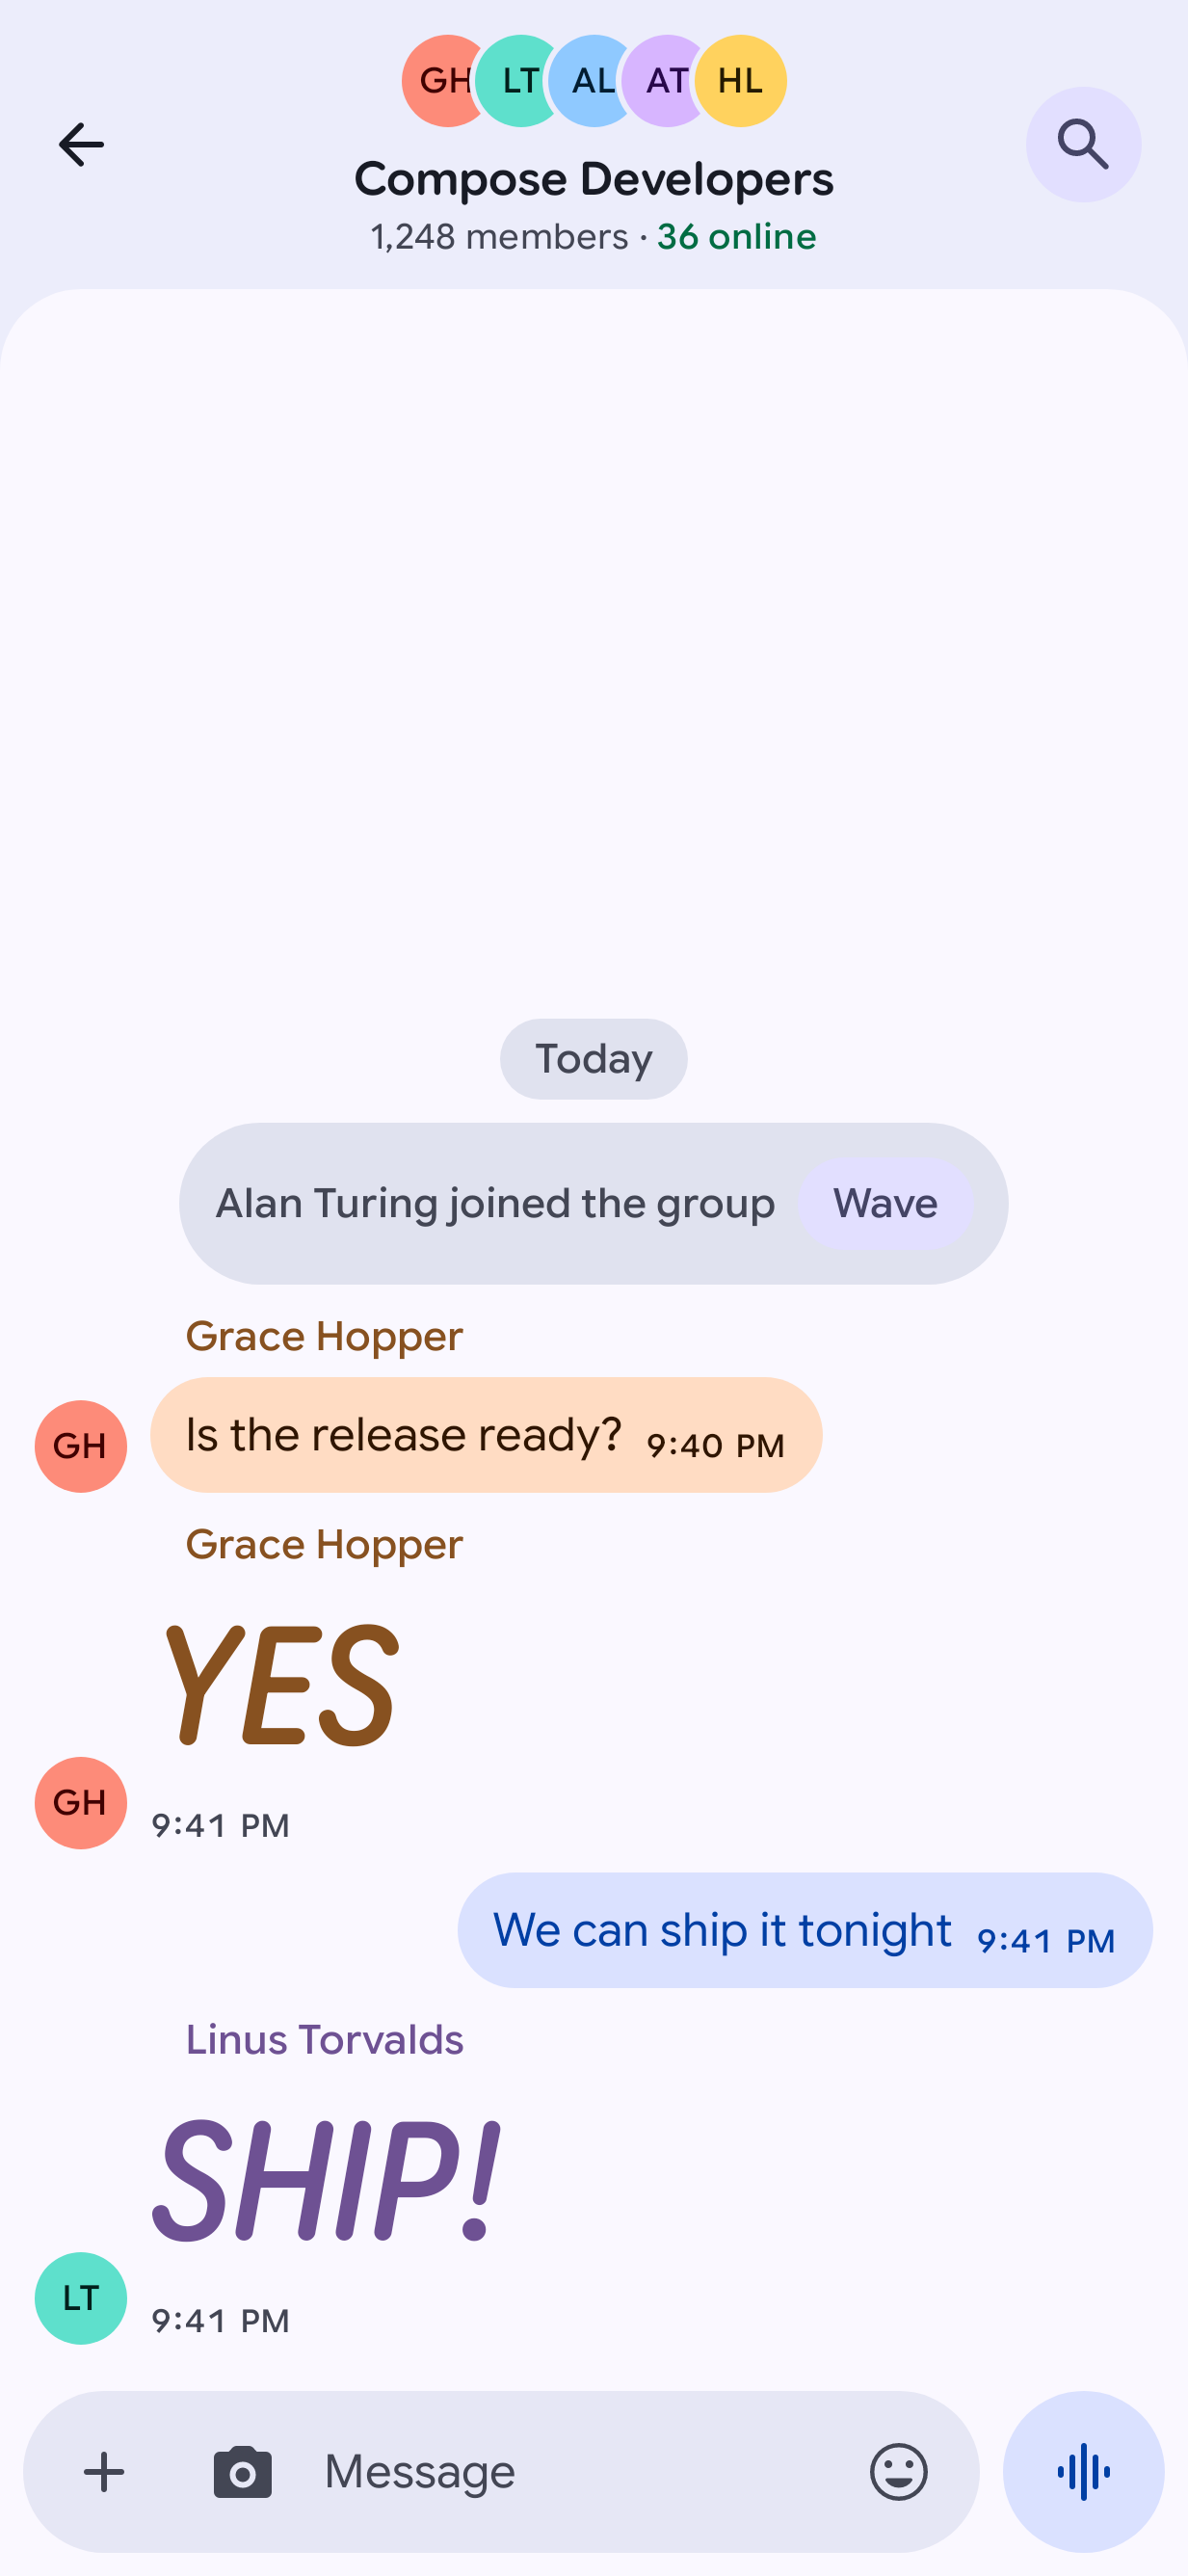 GH LT AL AT HL
Compose Developers
1,248 members · 36 online
Today
Alan Turing joined the group Wave
Grace Hopper
GH Is the release ready? 9:40 PM
Grace Hopper
YES
GH 9:41 PM
We can ship it tonight 9:41 PM
Linus Torvalds
SHIP!
LT 9:41 PM
Message